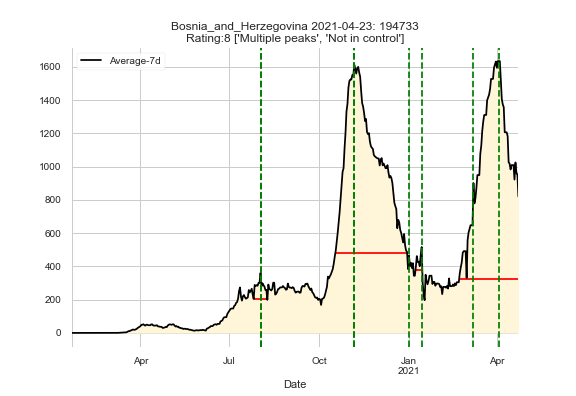 Bosnia_and_Herzegovina 2021-04-23: 194733
Rating:8 ['Multiple peaks', 'Not in control']
Average-7d
1600
1400
1200
1000
800
600
400
200
0
Apr
Jul
Oct
Jan
2021
Apr
Date